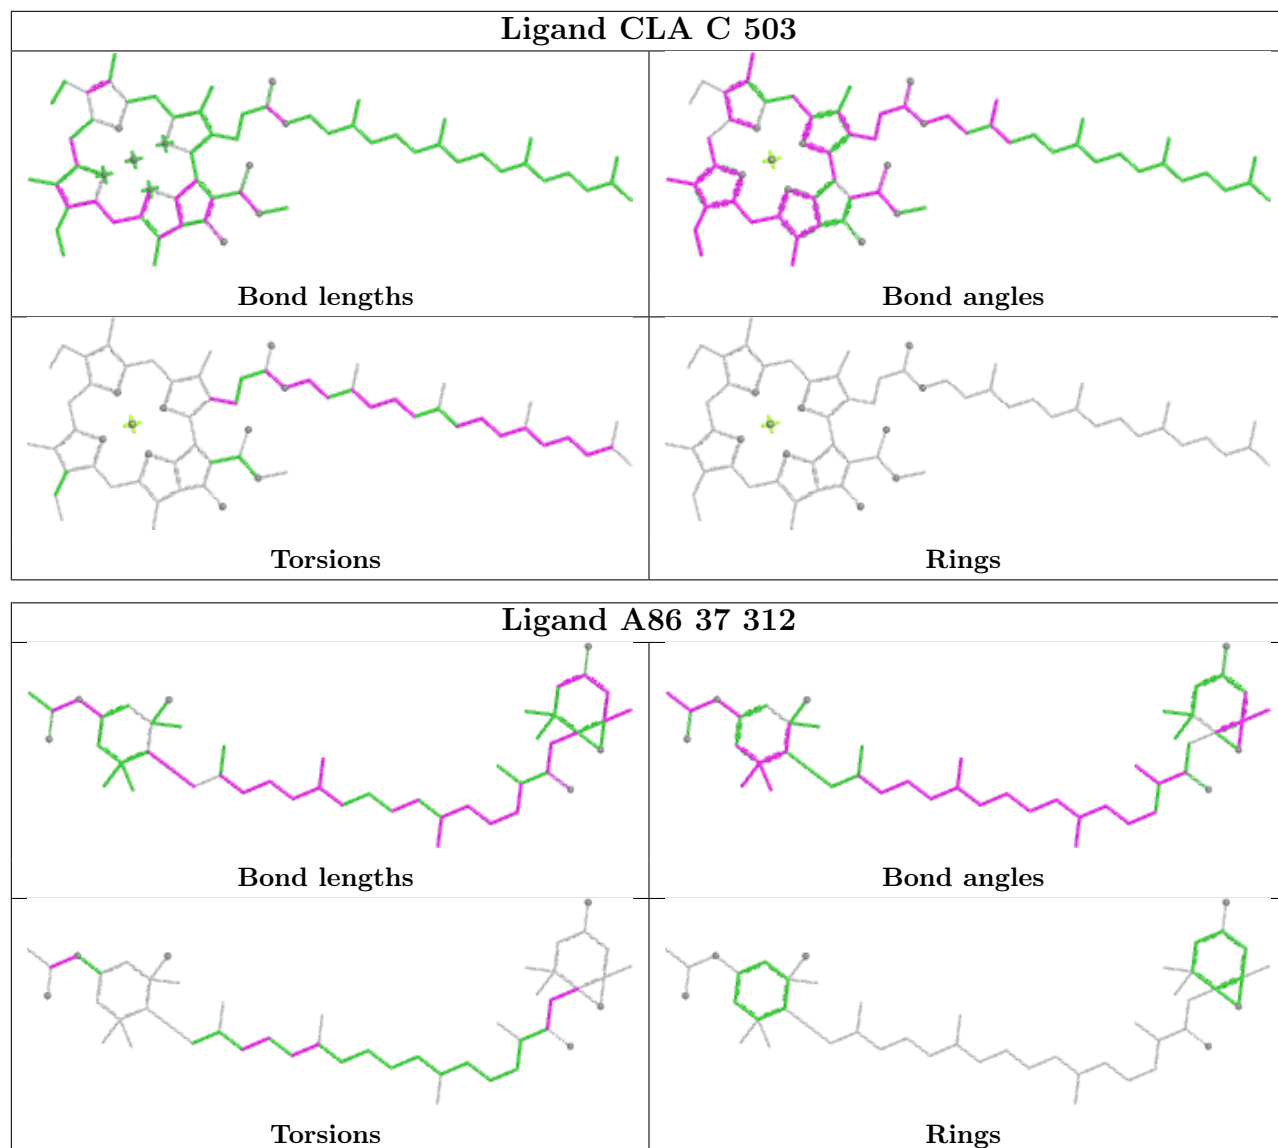 Ligand CLA C 503
Bond lengths
Bond angles
Torsions
Rings
Ligand A86 37 312
Bond lengths
Bond angles
Torsions
Rings